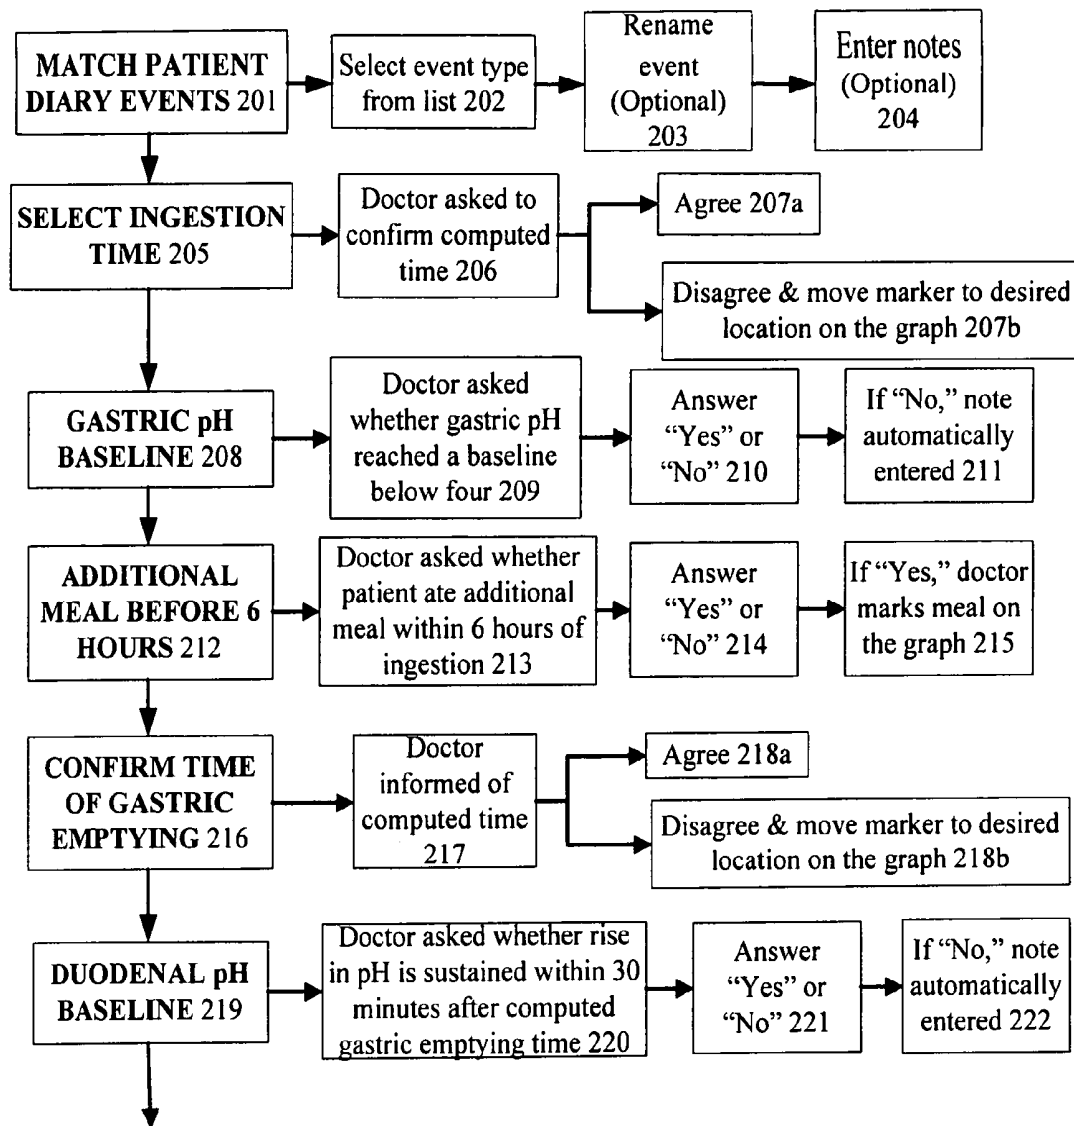 MATCH PATIENT
DIARY EVENTS 201
Select event type
from list 202
Rename
event
(Optional)
203
Enter notes
(Optional)
204
SELECT INGESTION
TIME 205
Doctor asked to
confirm computed
time 206
Agree 207a
Disagree & move marker to desired
location on the graph 207b
GASTRIC pH
BASELINE 208
Doctor asked
whether gastric pH
reached a baseline
below four 209
Answer
“Yes” or
“No” 210
If “No,” note
automatically
entered 211
ADDITIONAL
MEAL BEFORE 6
HOURS 212
Doctor asked whether
patient ate additional
meal within 6 hours of
ingestion 213
Answer
“Yes” or
“No” 214
If “Yes,” doctor
marks meal on
the graph 215
CONFIRM TIME
OF GASTRIC
EMPTYING 216
Doctor
informed of
computed time
217
Agree 218a
Disagree & move marker to desired
location on the graph 218b
DUODENAL pH
BASELINE 219
Doctor asked whether rise
in pH is sustained within 30
minutes after computed
gastric emptying time 220
Answer
“Yes” or
“No” 221
If “No,” note
automatically
entered 222